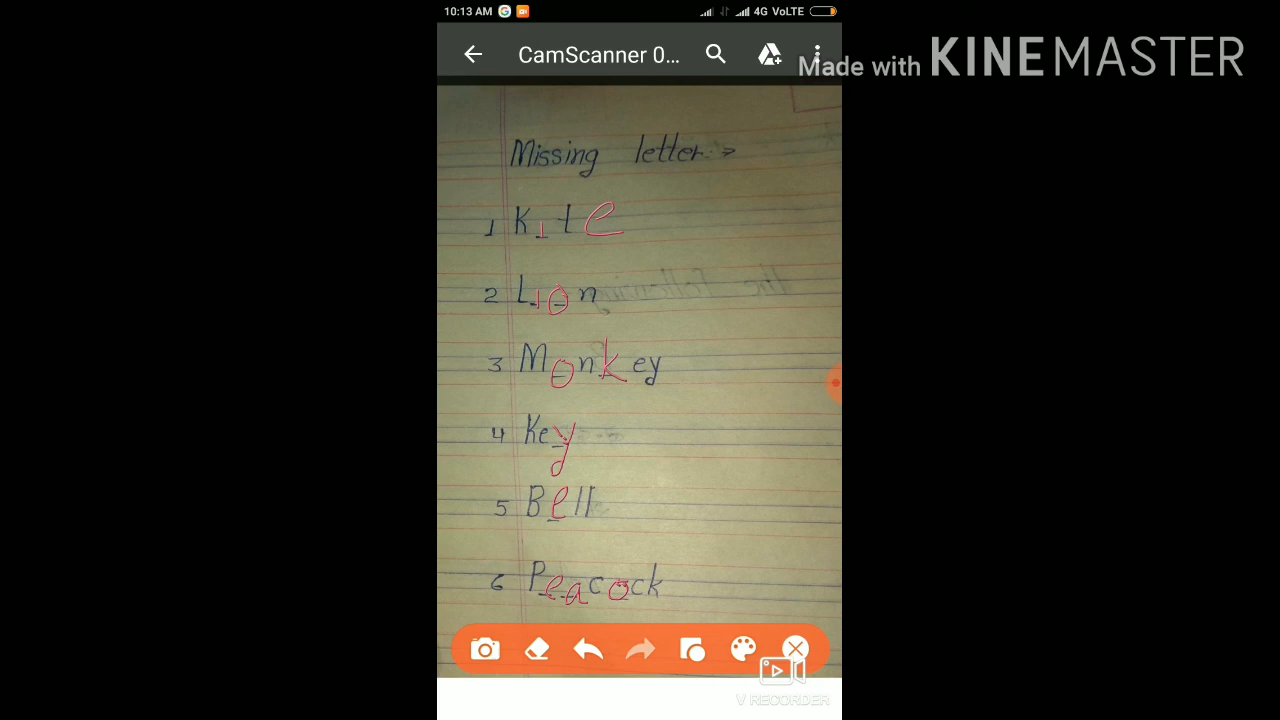 10:13 AM 4G VoLTE
CamScanner 0...
Made with KINEMASTER
Missing letter :->
1 Kite
2 Lion
3 Monkey
4 Key
5 Bell
6 Peacock
V RECORDER